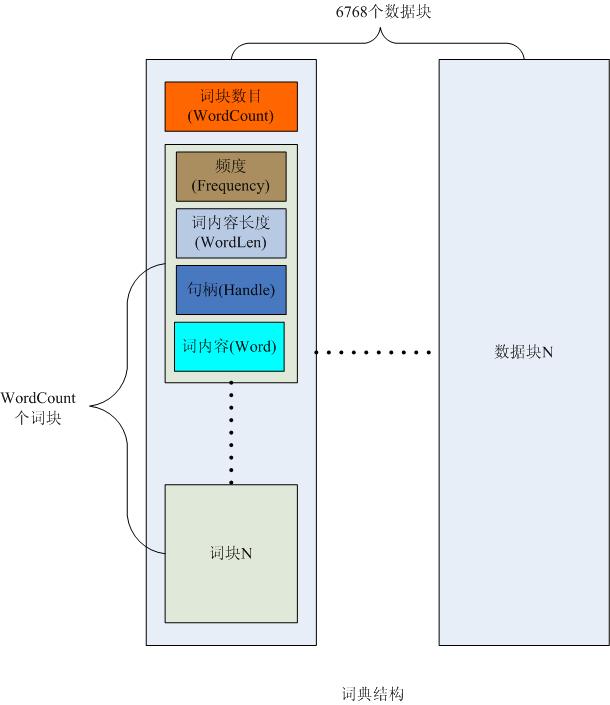 6768个数据块
词块数目
(WordCount)
频度
(Frequency)
词内容长度
(WordLen)
句柄(Handle)
词内容(Word)
数据块N
WordCount
个词块
词块N
词典结构